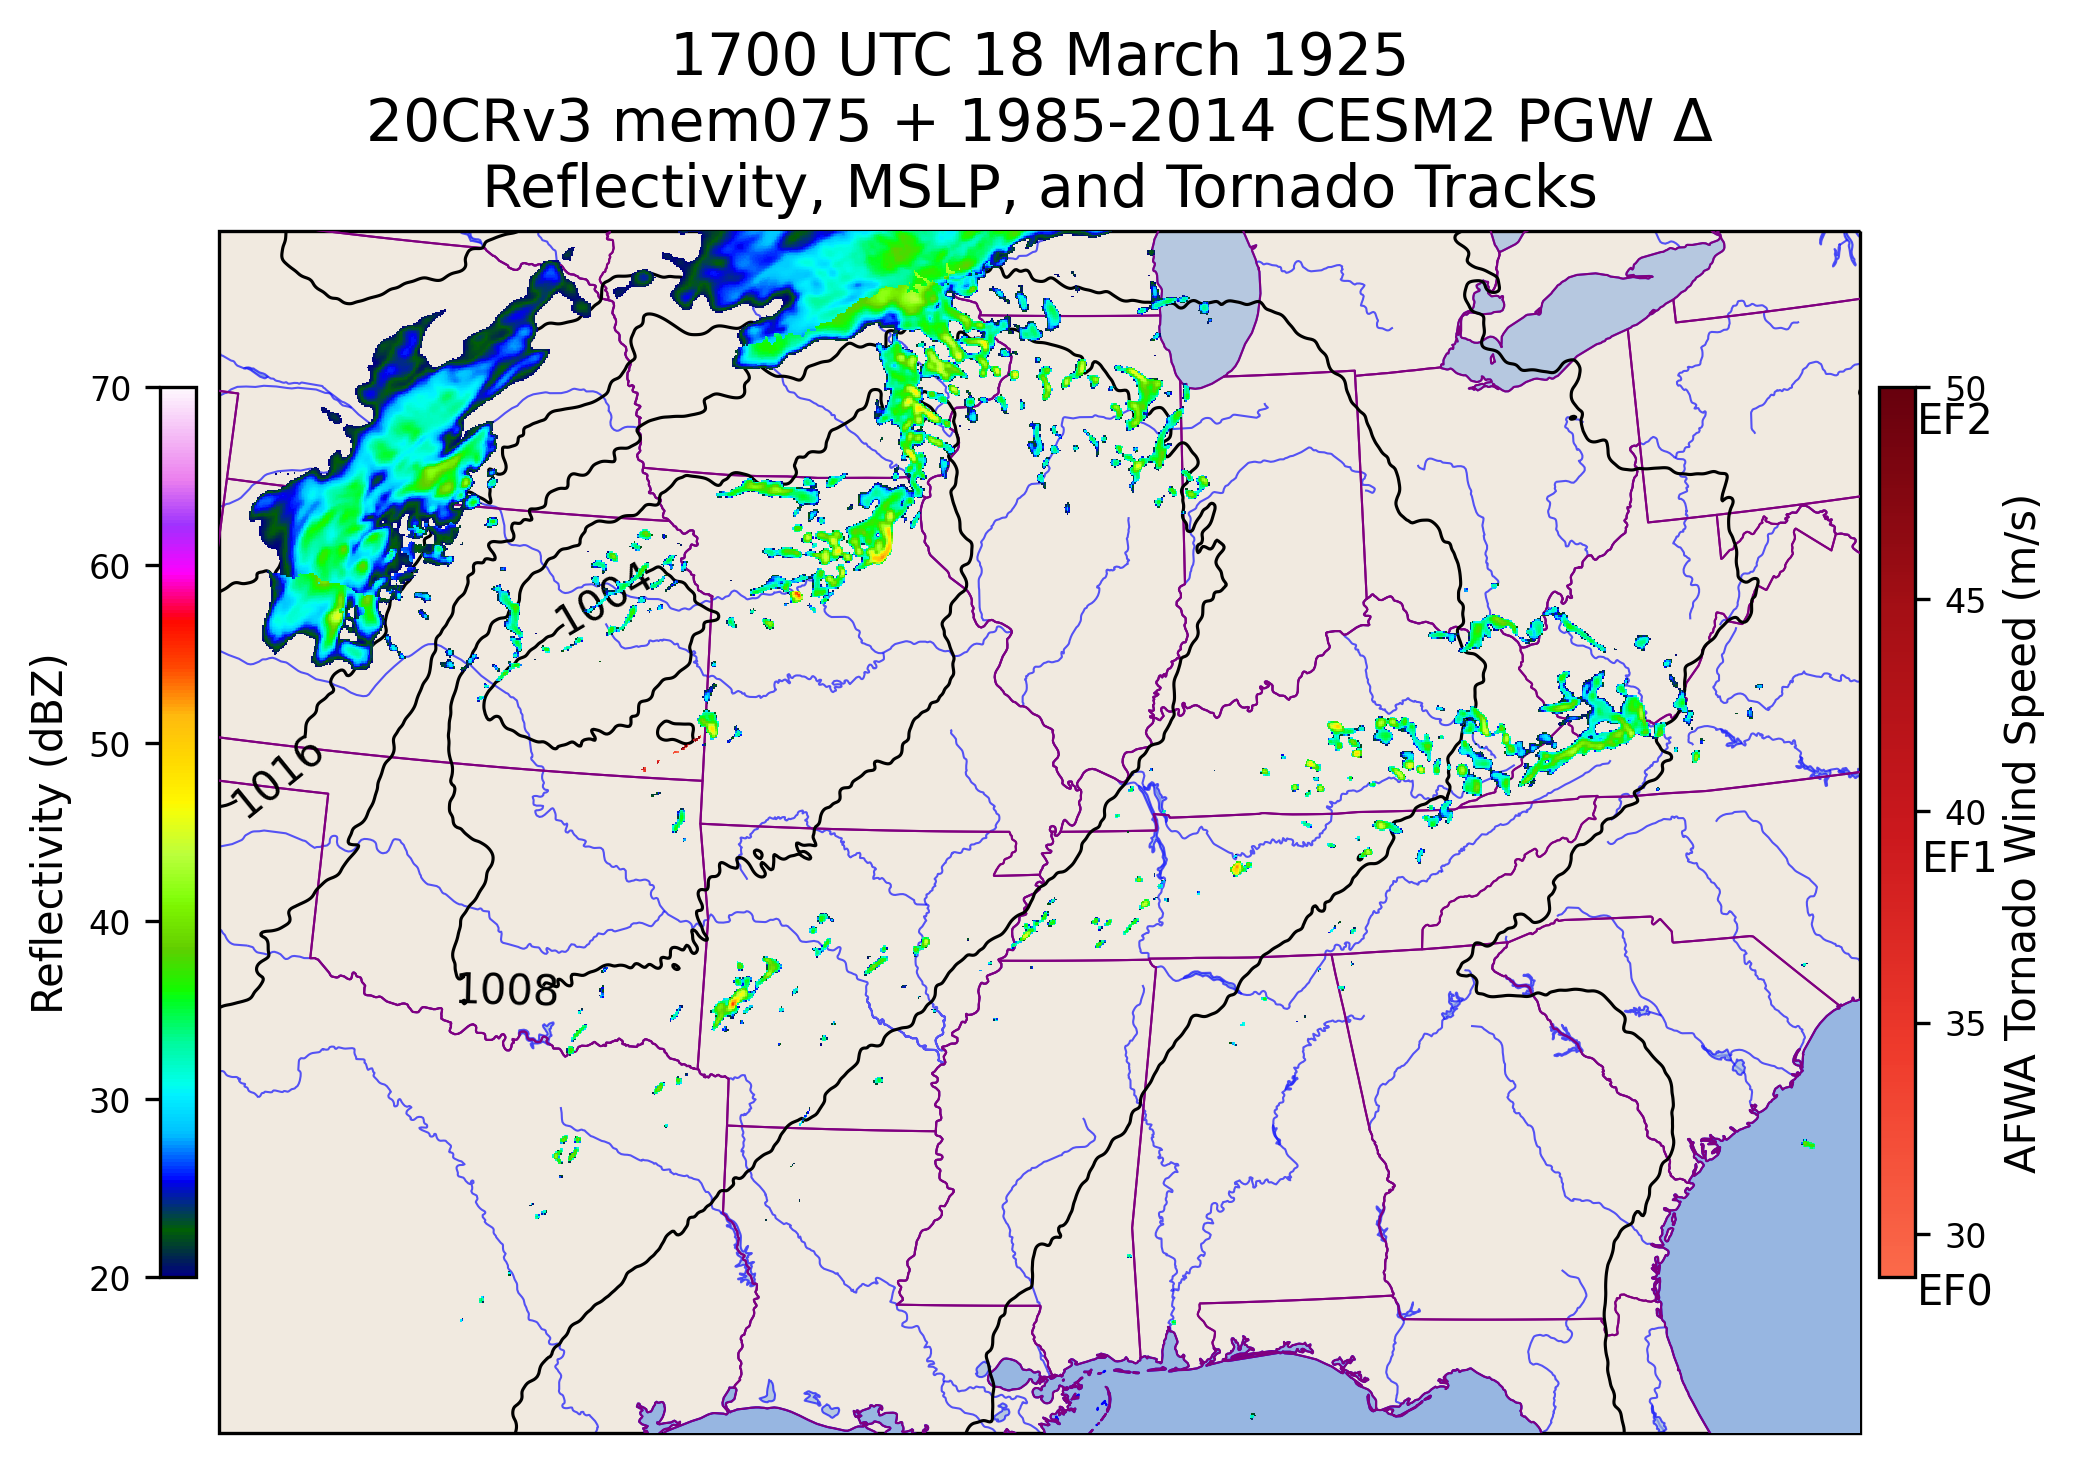 1700 UTC 18 March 1925
20CRv3 mem075 + 1985-2014 CESM2 PGW Δ
Reflectivity, MSLP, and Tornado Tracks
Reflectivity (dBZ)
70
60
50
40
30
20
1004
1016
1008
50
EF2
45
40
EF1
35
30
EF0
AFWA Tornado Wind Speed (m/s)